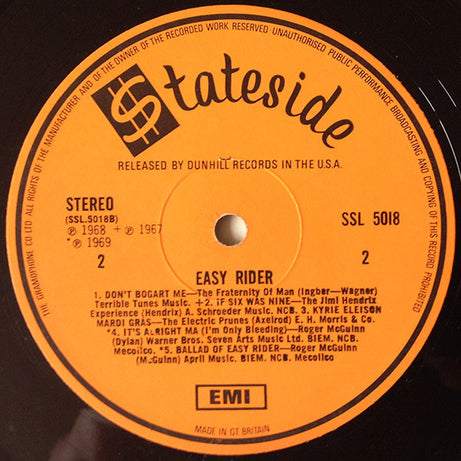 THE GRAMOPHONE CO LTD. ALL RIGHTS OF THE MANUFACTURER AND OF THE OWNER OF THE RECORDED WORK RESERVED UNAUTHORISED PUBLIC PERFORMANCE BROADCASTING AND COPYING OF THIS RECORD PROHIBITED
$tateside
RELEASED BY DUNHILL RECORDS IN THE U.S.A.
STEREO
(SSL.5018B)
℗ 1968 + ℗ 1967
*℗ 1969
2
SSL 5018
2
EASY RIDER
1. DON'T BOGART ME—The Fraternity Of Man (Ingber—Wagner)
Terrible Tunes Music. +2. IF SIX WAS NINE—The Jimi Hendrix
Experience (Hendrix) A. Schroeder Music. NCB. 3. KYRIE ELEISON
MARDI GRAS—The Electric Prunes (Axelrod) E. H. Morris & Co.
*4. IT'S ALRIGHT MA (I'm Only Bleeding)—Roger McGuinn
(Dylan) Warner Bros. Seven Arts Music Ltd. BIEM. NCB.
Mecolico. *5. BALLAD OF EASY RIDER—Roger McGuinn
(McGuinn) April Music. BIEM. NCB. Mecolico
EMI
MADE IN GT BRITAIN